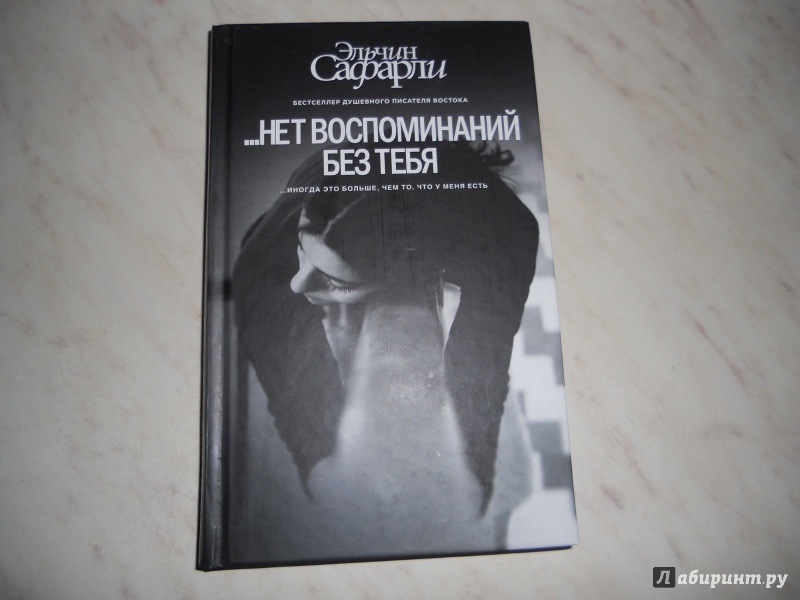 Эльчин
Сафарли
БЕСТСЕЛЛЕР ДУШЕВНОГО ПИСАТЕЛЯ ВОСТОКА
...НЕТ ВОСПОМИНАНИЙ
БЕЗ ТЕБЯ
...ИНОГДА ЭТО БОЛЬШЕ, ЧЕМ ТО, ЧТО У МЕНЯ ЕСТЬ
Лабиринт.ру